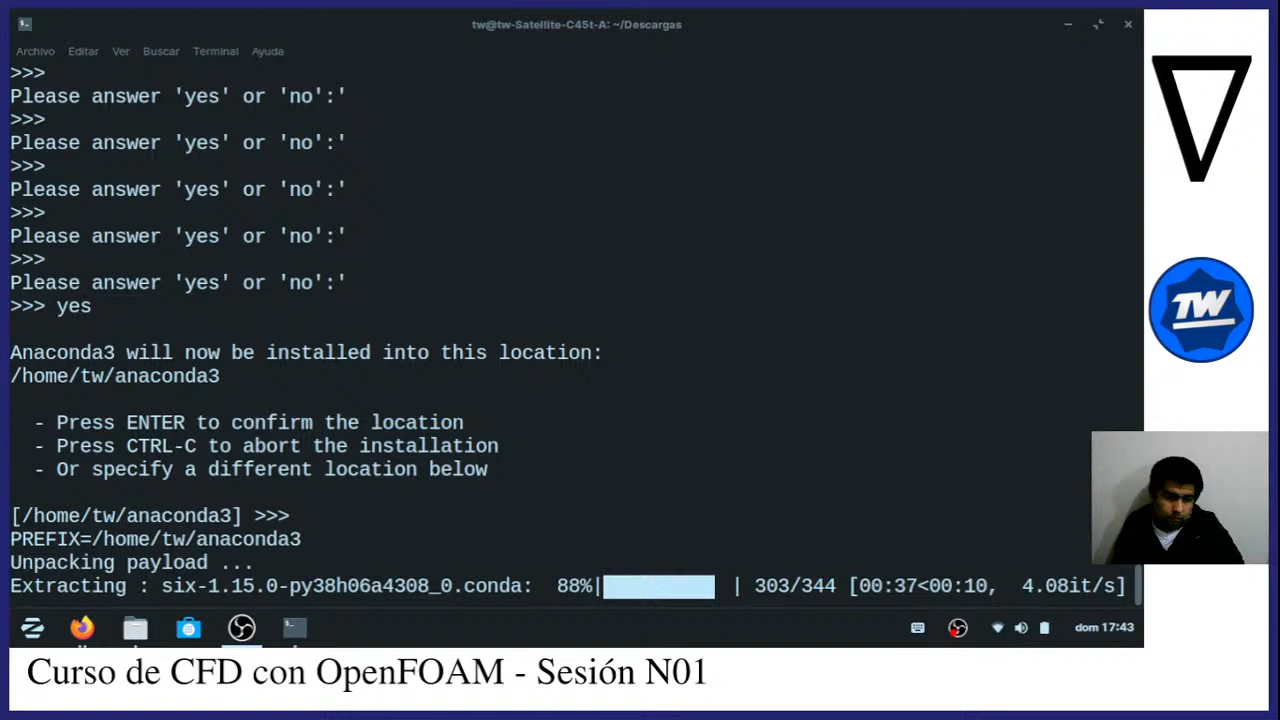 tw@tw-Satellite-C45t-A: ~/Descargas
Archivo Editar Ver Buscar Terminal Ayuda
>>>
Please answer 'yes' or 'no':'
>>>
Please answer 'yes' or 'no':'
>>>
Please answer 'yes' or 'no':'
>>>
Please answer 'yes' or 'no':'
>>>
Please answer 'yes' or 'no':'
>>> yes
Anaconda3 will now be installed into this location:
/home/tw/anaconda3
- Press ENTER to confirm the location
- Press CTRL-C to abort the installation
- Or specify a different location below
[/home/tw/anaconda3] >>>
PREFIX=/home/tw/anaconda3
Unpacking payload ...
Extracting : six-1.15.0-py38h06a4308_0.conda:  88%| | 303/344 [00:37<00:10,  4.08it/s]
dom 17:43
TW
Curso de CFD con OpenFOAM - Sesión N01